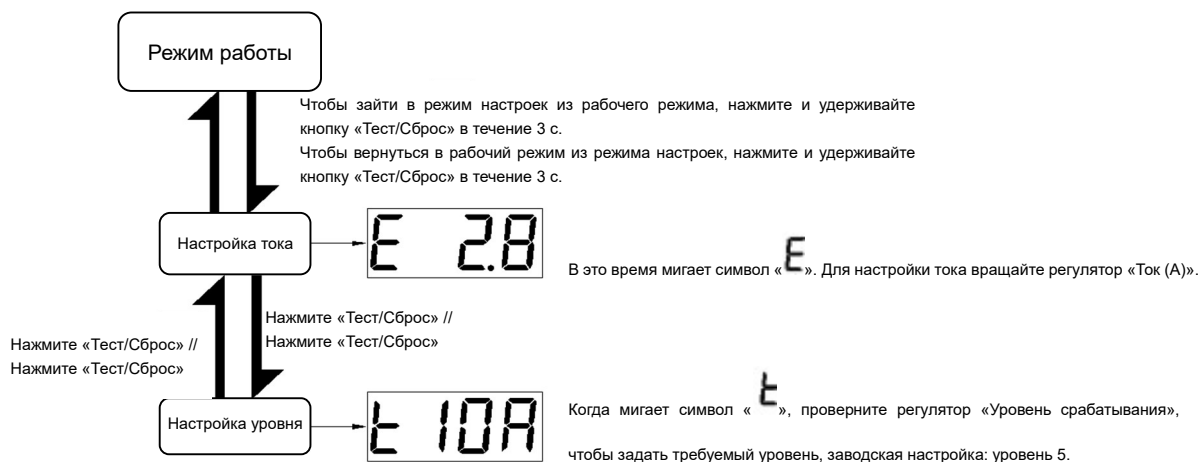 Режим работы
Чтобы зайти в режим настроек из рабочего режима, нажмите и удерживайте
кнопку «Тест/Сброс» в течение 3 с.
Чтобы вернуться в рабочий режим из режима настроек, нажмите и удерживайте
кнопку «Тест/Сброс» в течение 3 с.
Настройка тока
E 2.8
В это время мигает символ «E». Для настройки тока вращайте регулятор «Ток (А)».
Нажмите «Тест/Сброс» //
Нажмите «Тест/Сброс»
Нажмите «Тест/Сброс» //
Нажмите «Тест/Сброс»
Настройка уровня
t 10A
Когда мигает символ « t», проверните регулятор «Уровень срабатывания»,
чтобы задать требуемый уровень, заводская настройка: уровень 5.